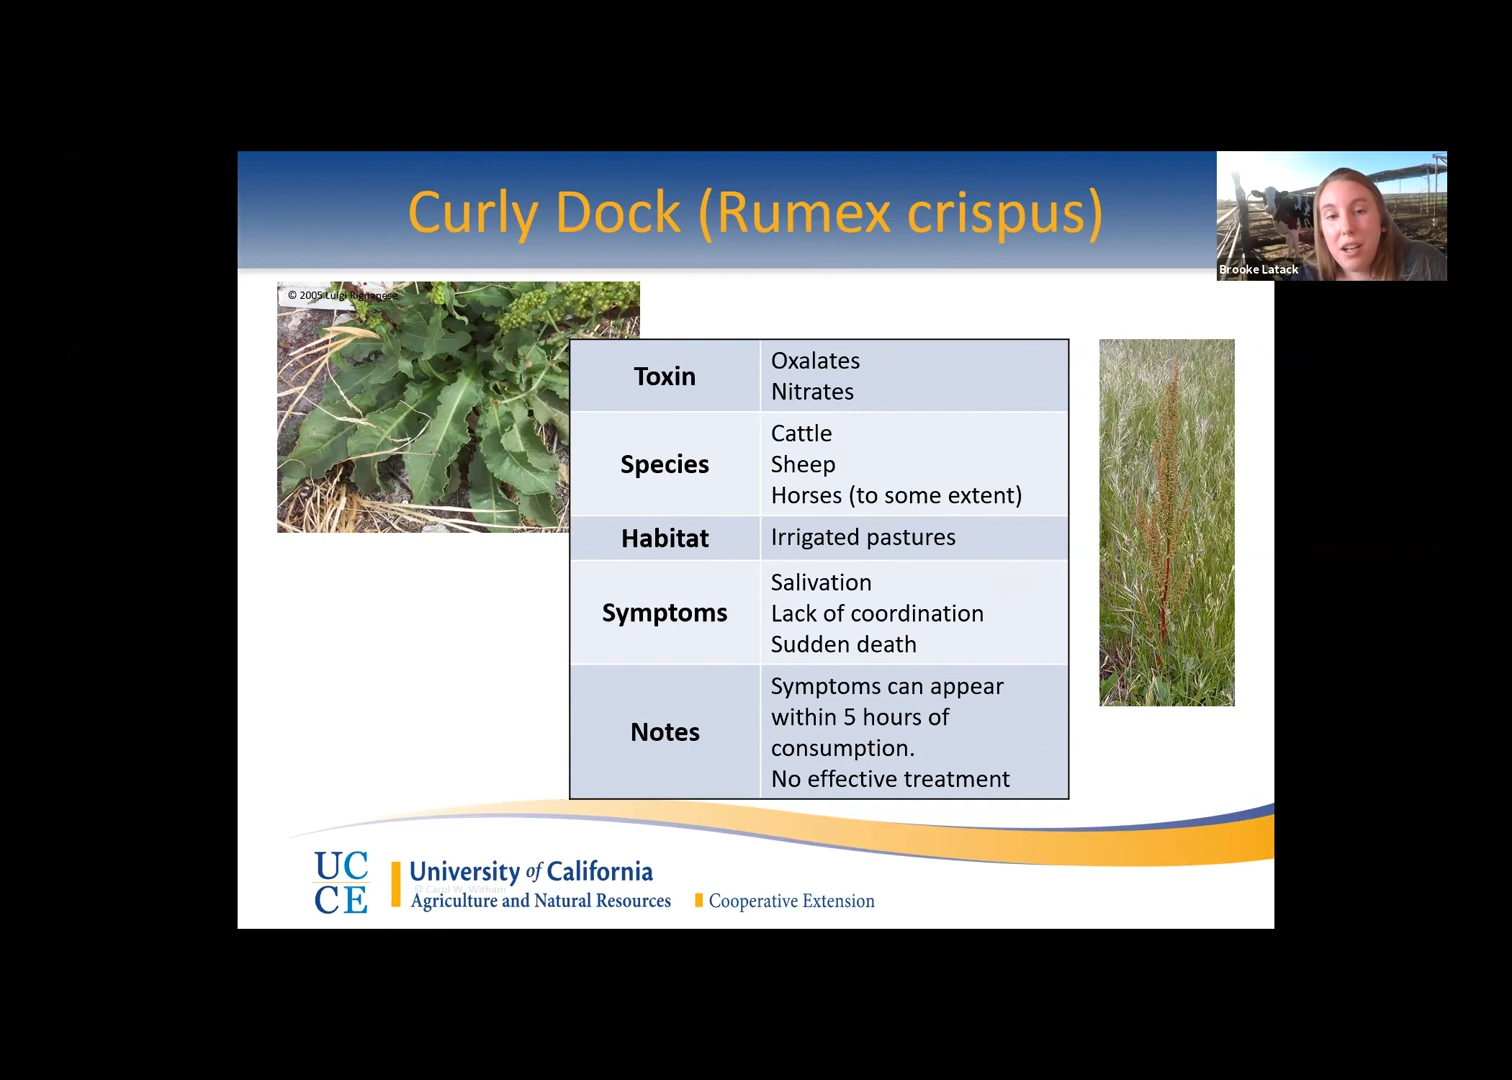 Curly Dock (Rumex crispus)
Brooke Latack
© 2005 Luigi Rignanese
Toxin
Oxalates
Nitrates
Species
Cattle
Sheep
Horses (to some extent)
Habitat
Irrigated pastures
Symptoms
Salivation
Lack of coordination
Sudden death
Notes
Symptoms can appear
within 5 hours of
consumption.
No effective treatment
UC
CE
University of California
© Carol W. Witham
Agriculture and Natural Resources
Cooperative Extension